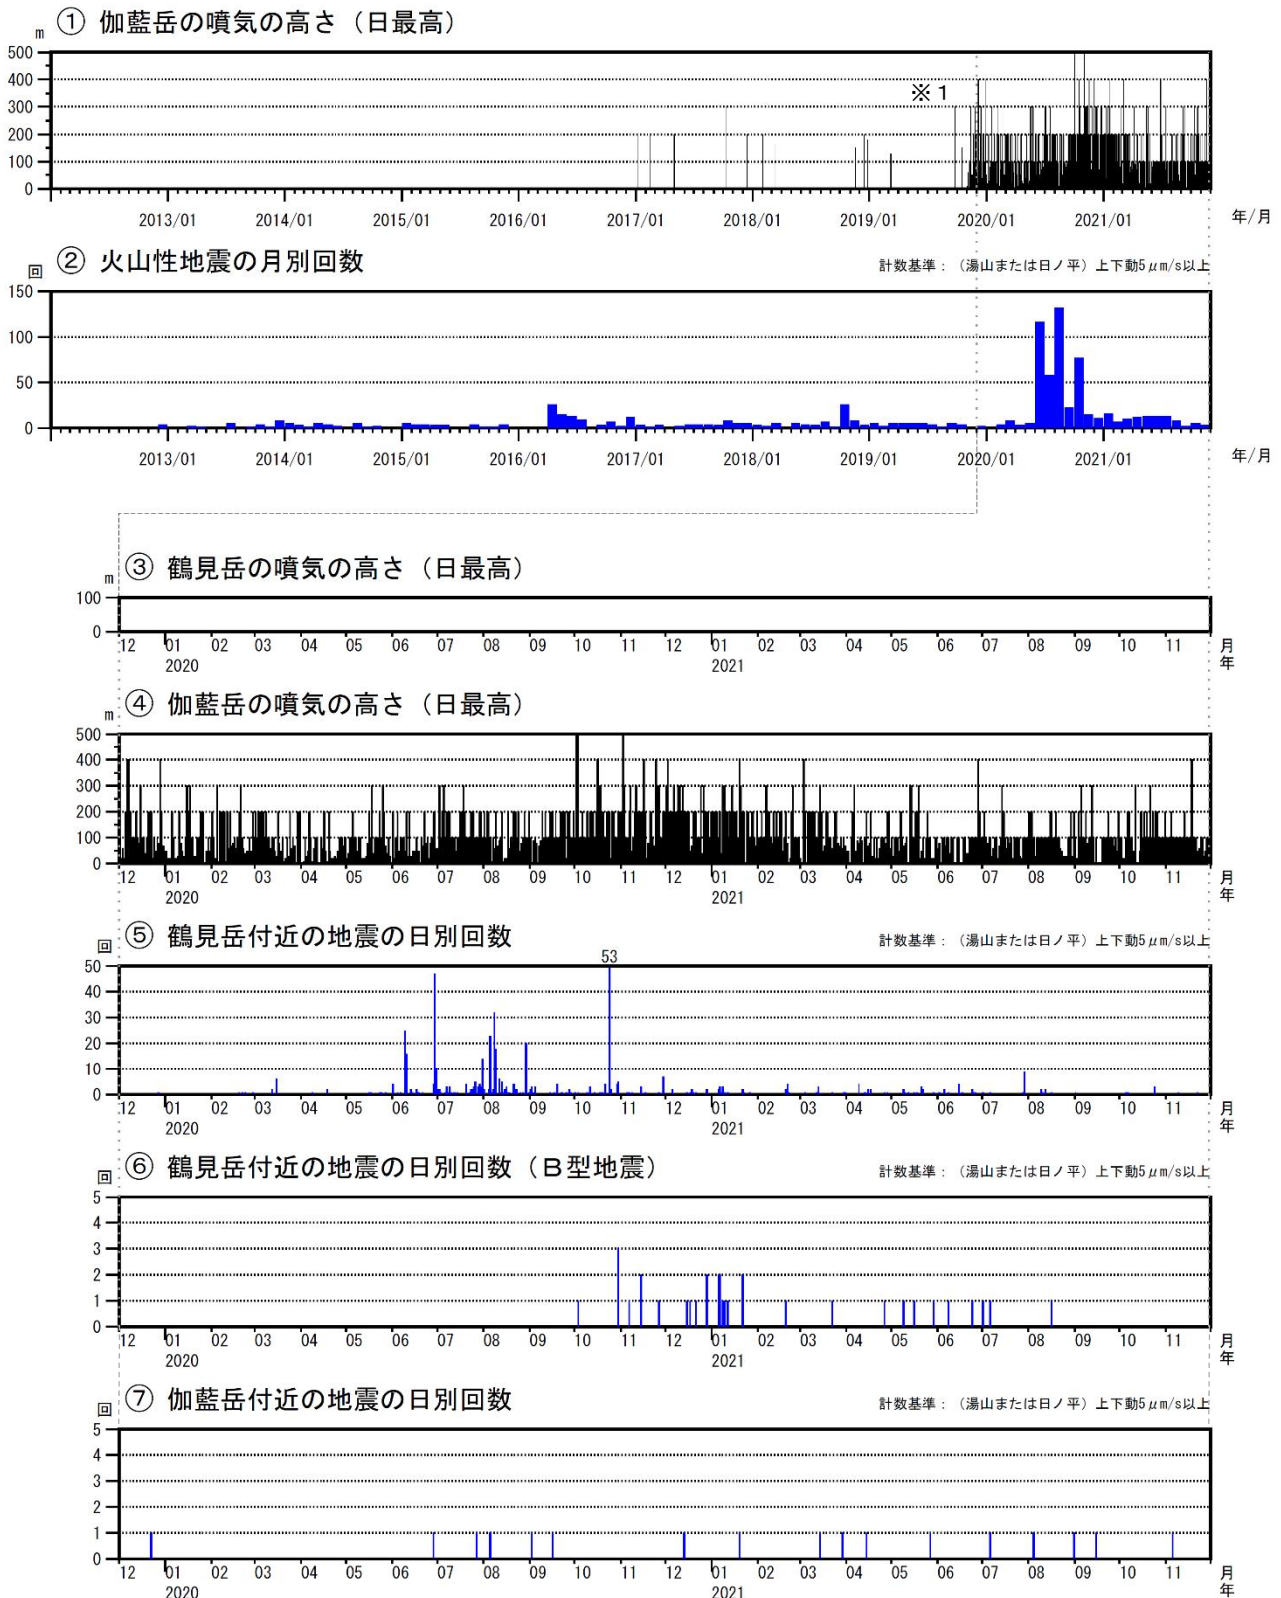 ① 伽藍岳の噴気の高さ（日最高）
m
500
400
300
200
100
0
※１
2013/01 2014/01 2015/01 2016/01 2017/01 2018/01 2019/01 2020/01 2021/01 年/月
② 火山性地震の月別回数
回
計数基準：（湯山または日ノ平）上下動5μm/s以上
150
100
50
0
2013/01 2014/01 2015/01 2016/01 2017/01 2018/01 2019/01 2020/01 2021/01 年/月
③ 鶴見岳の噴気の高さ（日最高）
m
100
0
12 01 02 03 04 05 06 07 08 09 10 11 12 01 02 03 04 05 06 07 08 09 10 11 月
2020 2021 年
④ 伽藍岳の噴気の高さ（日最高）
m
500
400
300
200
100
0
12 01 02 03 04 05 06 07 08 09 10 11 12 01 02 03 04 05 06 07 08 09 10 11 月
2020 2021 年
⑤ 鶴見岳付近の地震の日別回数
回
計数基準：（湯山または日ノ平）上下動5μm/s以上
53
50
40
30
20
10
0
12 01 02 03 04 05 06 07 08 09 10 11 12 01 02 03 04 05 06 07 08 09 10 11 月
2020 2021 年
⑥ 鶴見岳付近の地震の日別回数（Ｂ型地震）
回
計数基準：（湯山または日ノ平）上下動5μm/s以上
5
4
3
2
1
0
12 01 02 03 04 05 06 07 08 09 10 11 12 01 02 03 04 05 06 07 08 09 10 11 月
2020 2021 年
⑦ 伽藍岳付近の地震の日別回数
回
計数基準：（湯山または日ノ平）上下動5μm/s以上
5
4
3
2
1
0
12 01 02 03 04 05 06 07 08 09 10 11 12 01 02 03 04 05 06 07 08 09 10 11 月
2020 2021 年